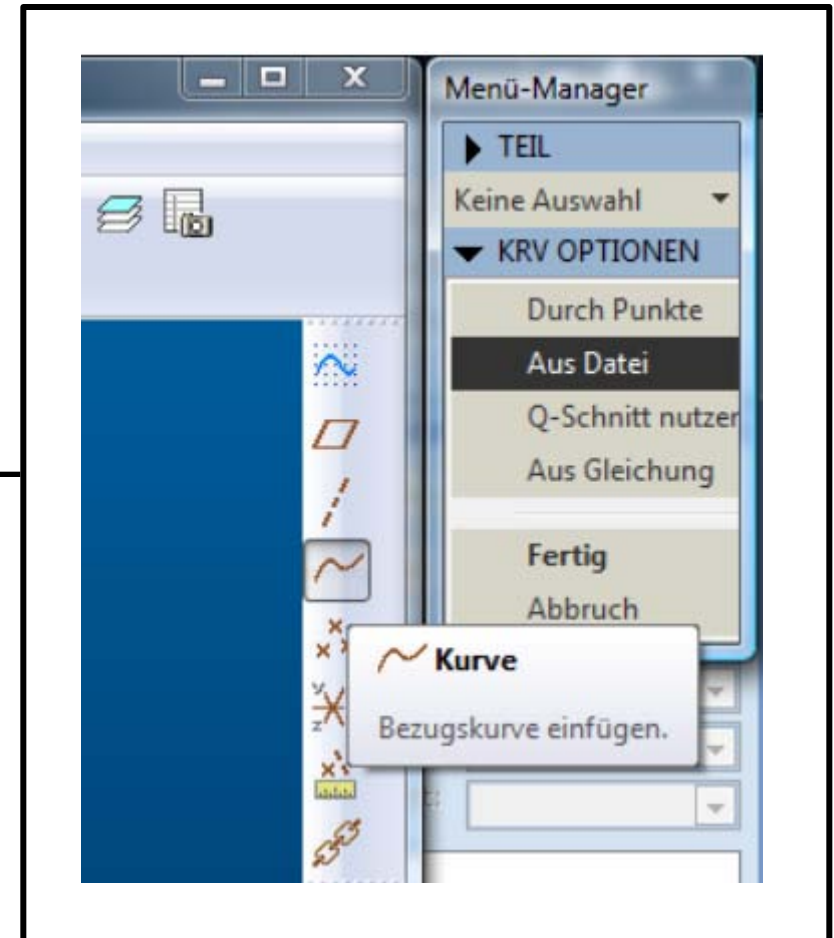 Menü-Manager
TEIL
Keine Auswahl
KRV OPTIONEN
Durch Punkte
Aus Datei
Q-Schnitt nutzen
Aus Gleichung
Fertig
Abbruch
Kurve
Bezugskurve einfügen.